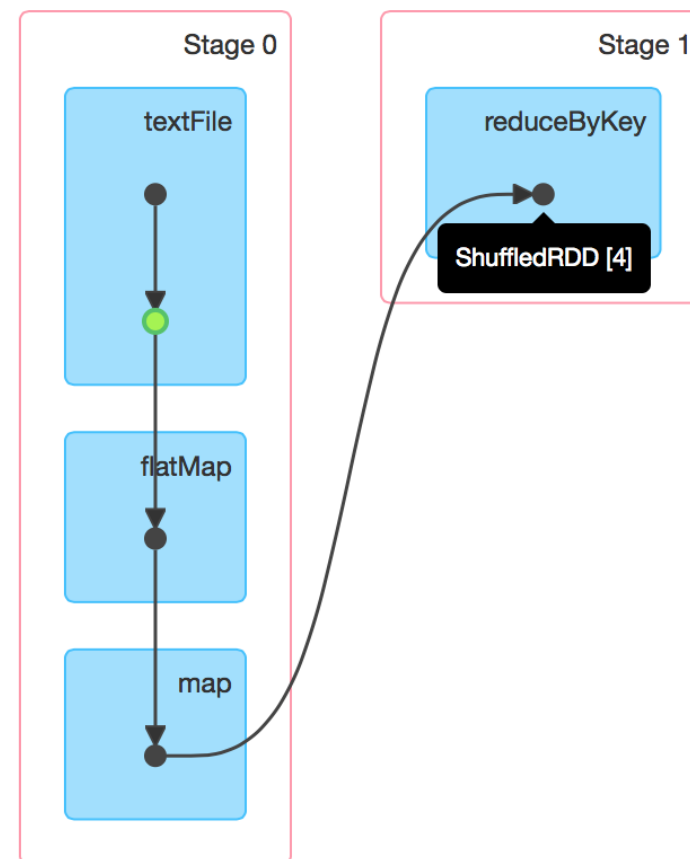 Stage 0
textFile
flatMap
map
Stage 1
reduceByKey
ShuffledRDD [4]